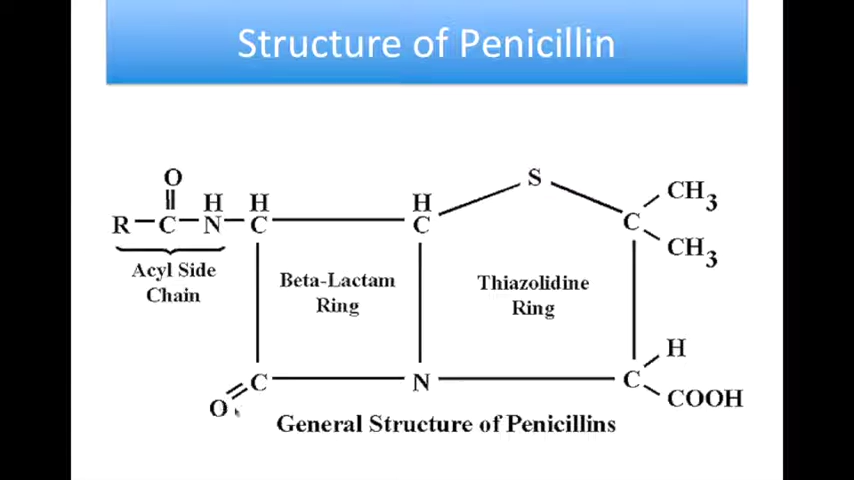 Structure of Penicillin
O
H H H S CH3
R C N C C C CH3
Acyl Side
Chain
Beta-Lactam
Ring
Thiazolidine
Ring
H
O C N C COOH
General Structure of Penicillins